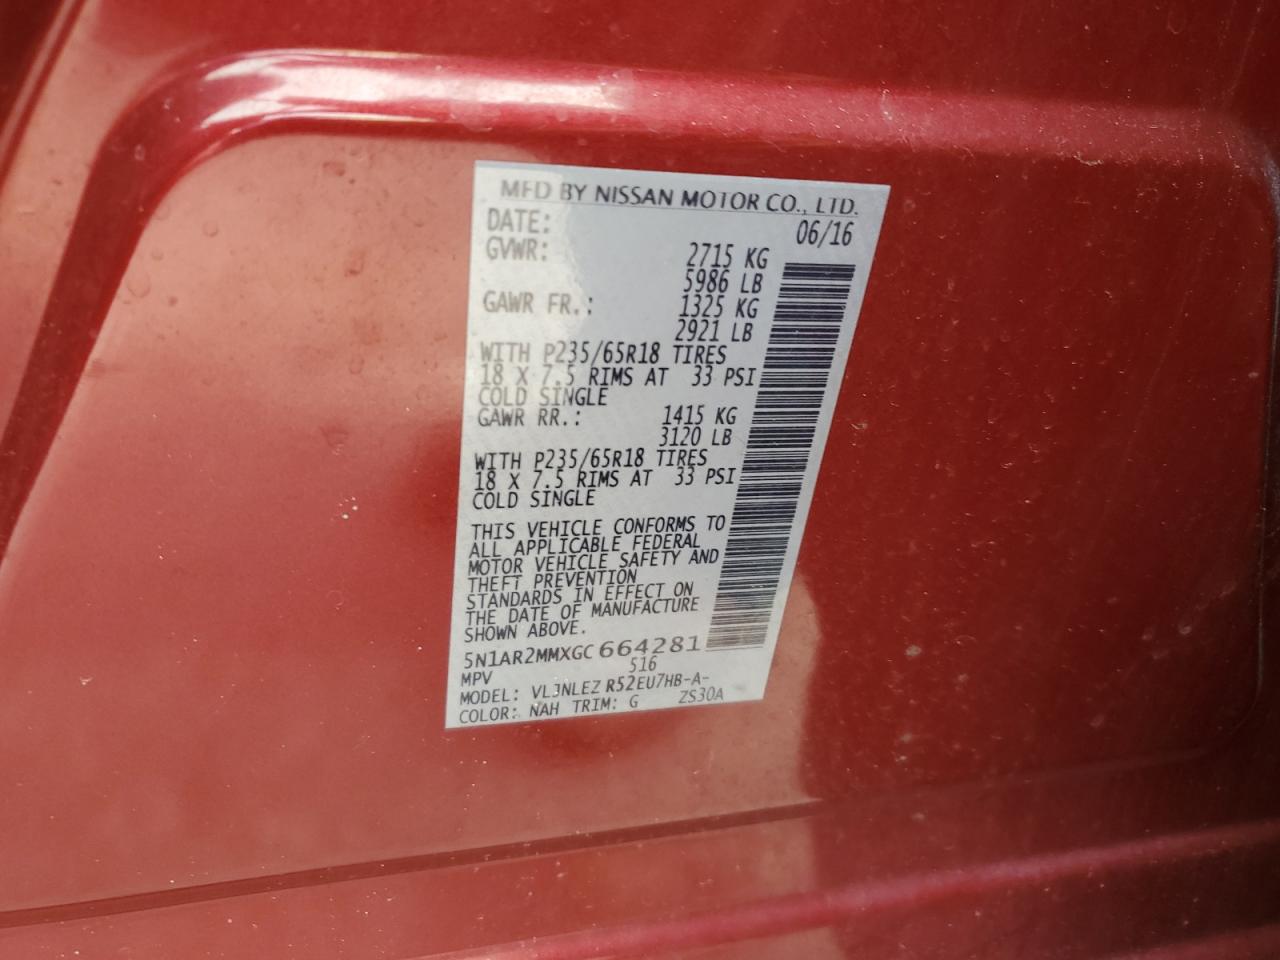 MFD BY NISSAN MOTOR CO., LTD.
DATE: 06/16
GVWR: 2715 KG
5986 LB
GAWR FR.: 1325 KG
2921 LB
WITH P235/65R18 TIRES
18 X 7.5 RIMS AT 33 PSI
COLD SINGLE
GAWR RR.: 1415 KG
3120 LB
WITH P235/65R18 TIRES
18 X 7.5 RIMS AT 33 PSI
COLD SINGLE
THIS VEHICLE CONFORMS TO
ALL APPLICABLE FEDERAL
MOTOR VEHICLE SAFETY AND
THEFT PREVENTION
STANDARDS IN EFFECT ON
THE DATE OF MANUFACTURE
SHOWN ABOVE.
5N1AR2MMXGC664281
MPV 516
MODEL: VLJNLEZ R52EU7HB-A-
COLOR: NAH TRIM: G ZS30A